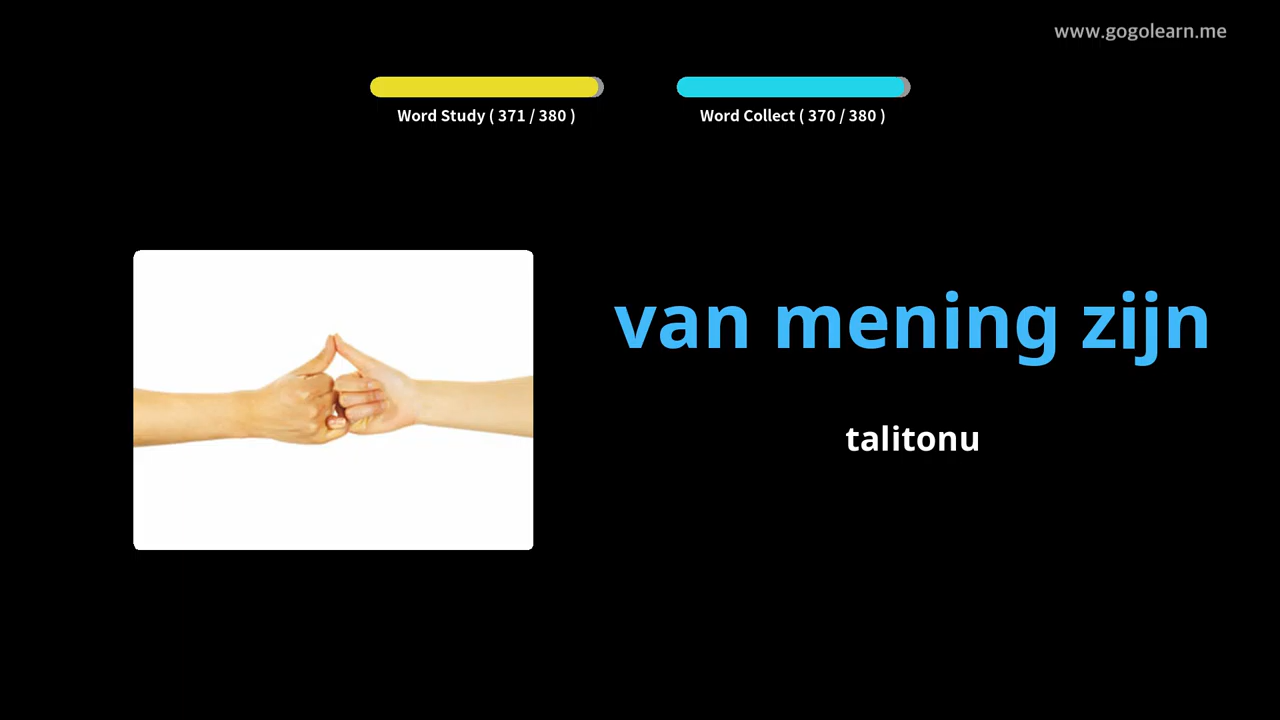 www.gogolearn.me
Word Study ( 371 / 380 )
Word Collect ( 370 / 380 )
van mening zijn
talitonu